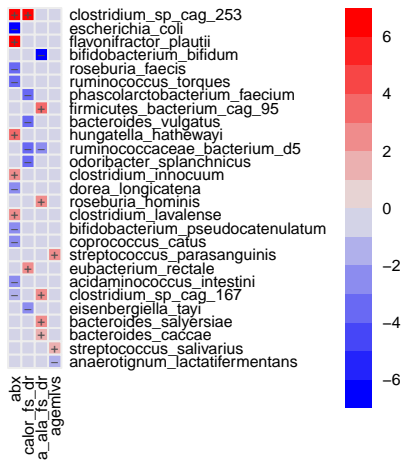 clostridium_sp_cag_253
escherichia_coli
flavonifractor_plautii
bifidobacterium_bifidum
roseburia_faecis
ruminococcus_torques
phascolarctobacterium_faecium
firmicutes_bacterium_cag_95
bacteroides_vulgatus
hungatella_hathewayi
ruminococcaceae_bacterium_d5
odoribacter_splanchnicus
clostridium_innocuum
dorea_longicatena
roseburia_hominis
clostridium_lavalense
bifidobacterium_pseudocatenulatum
coprococcus_catus
streptococcus_parasanguinis
eubacterium_rectale
acidaminococcus_intestini
clostridium_sp_cag_167
eisenbergiella_tayi
bacteroides_salyersiae
bacteroides_caccae
streptococcus_salivarius
anaerotignum_lactatifermentans
abx
calor_fs_dr
a_ala_fs_dr
6
4
2
0
−2
−4
−6